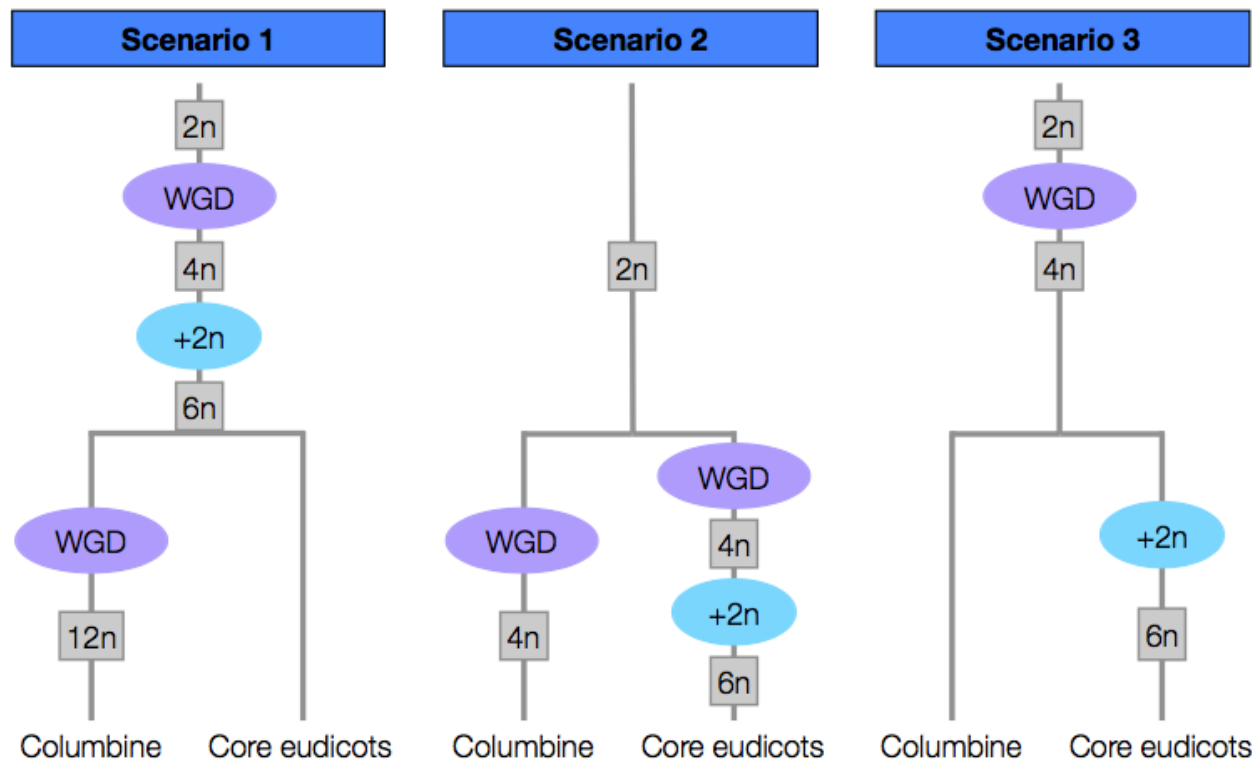 Scenario 1
2n
WGD
4n
+2n
6n
WGD
12n
Columbine
Core eudicots
Scenario 2
2n
WGD
4n
WGD
4n
+2n
6n
Columbine
Core eudicots
Scenario 3
2n
WGD
4n
+2n
6n
Columbine
Core eudicots